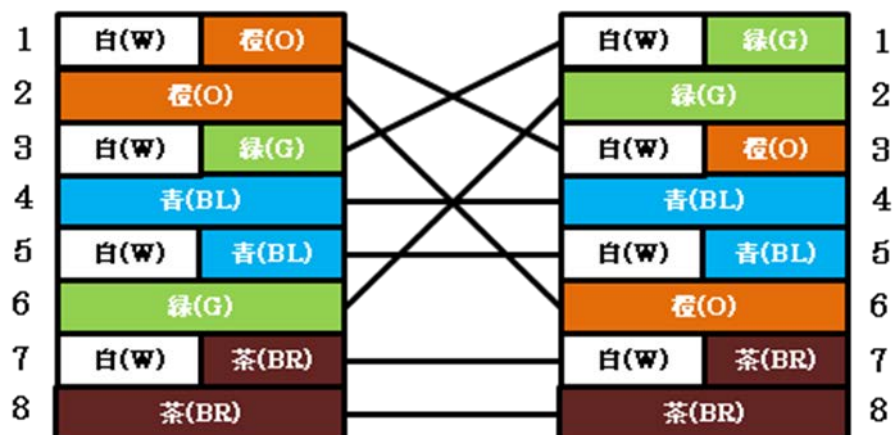 1 白(W) 橙(O) 白(W) 緑(G) 1
2 橙(O) 緑(G) 2
3 白(W) 緑(G) 白(W) 橙(O) 3
4 青(BL) 青(BL) 4
5 白(W) 青(BL) 白(W) 青(BL) 5
6 緑(G) 橙(O) 6
7 白(W) 茶(BR) 白(W) 茶(BR) 7
8 茶(BR) 茶(BR) 8